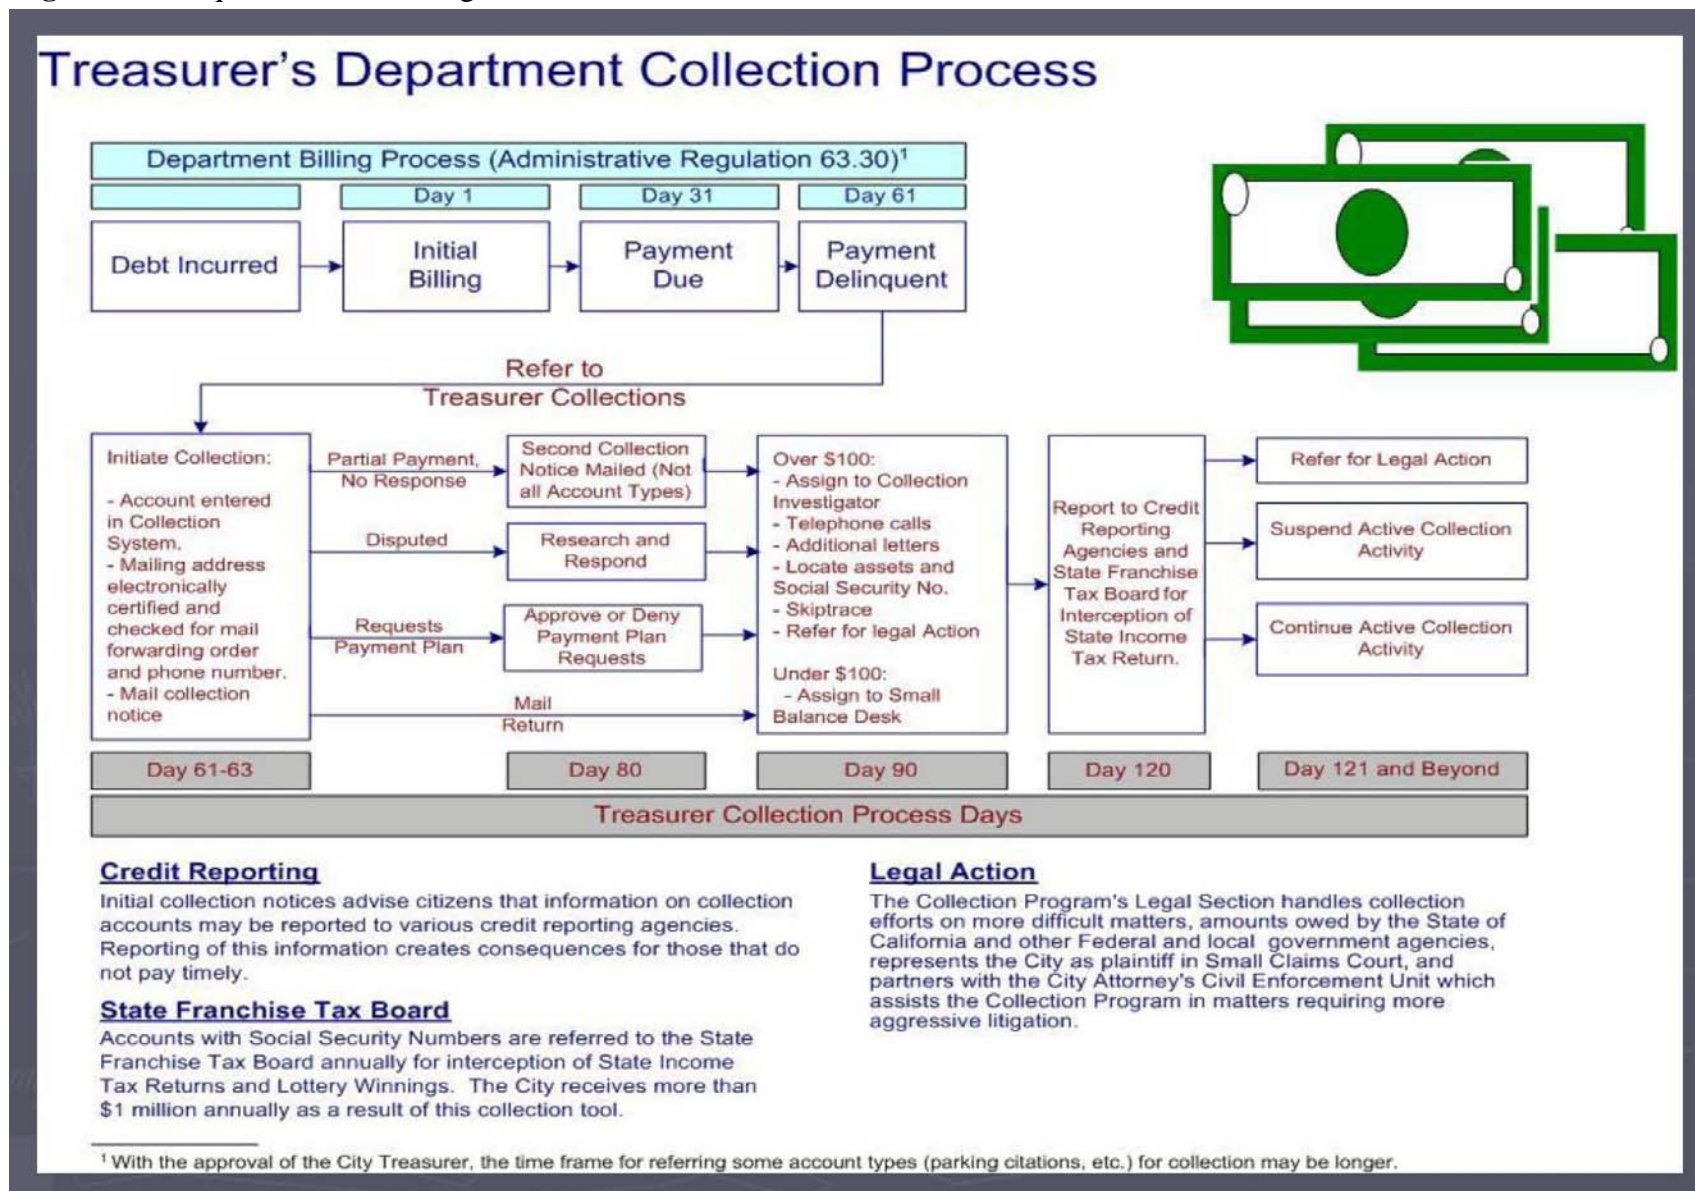 Treasurer's Department Collection Process
Department Billing Process (Administrative Regulation 63.30)¹
Day 1
Day 31
Day 61
Debt Incurred
Initial
Billing
Payment
Due
Payment
Delinquent
Refer to
Treasurer Collections
Initiate Collection:
- Account entered
in Collection
System.
- Mailing address
electronically
certified and
checked for mail
forwarding order
and phone number.
- Mail collection
notice
Partial Payment,
No Response
Disputed
Requests
Payment Plan
Mail
Return
Second Collection
Notice Mailed (Not
all Account Types)
Research and
Respond
Approve or Deny
Payment Plan
Requests
Over $100:
- Assign to Collection
Investigator
- Telephone calls
- Additional letters
- Locate assets and
Social Security No.
- Skiptrace
- Refer for legal Action
Under $100:
- Assign to Small
Balance Desk
Report to Credit
Reporting
Agencies and
State Franchise
Tax Board for
Interception of
State Income
Tax Return.
Refer for Legal Action
Suspend Active Collection
Activity
Continue Active Collection
Activity
Day 61-63
Day 80
Day 90
Day 120
Day 121 and Beyond
Treasurer Collection Process Days
Credit Reporting
Initial collection notices advise citizens that information on collection
accounts may be reported to various credit reporting agencies.
Reporting of this information creates consequences for those that do
not pay timely.
State Franchise Tax Board
Accounts with Social Security Numbers are referred to the State
Franchise Tax Board annually for interception of State Income
Tax Returns and Lottery Winnings. The City receives more than
$1 million annually as a result of this collection tool.
Legal Action
The Collection Program's Legal Section handles collection
efforts on more difficult matters, amounts owed by the State of
California and other Federal and local government agencies,
represents the City as plaintiff in Small Claims Court, and
partners with the City Attorney's Civil Enforcement Unit which
assists the Collection Program in matters requiring more
aggressive litigation.
¹ With the approval of the City Treasurer, the time frame for referring some account types (parking citations, etc.) for collection may be longer.